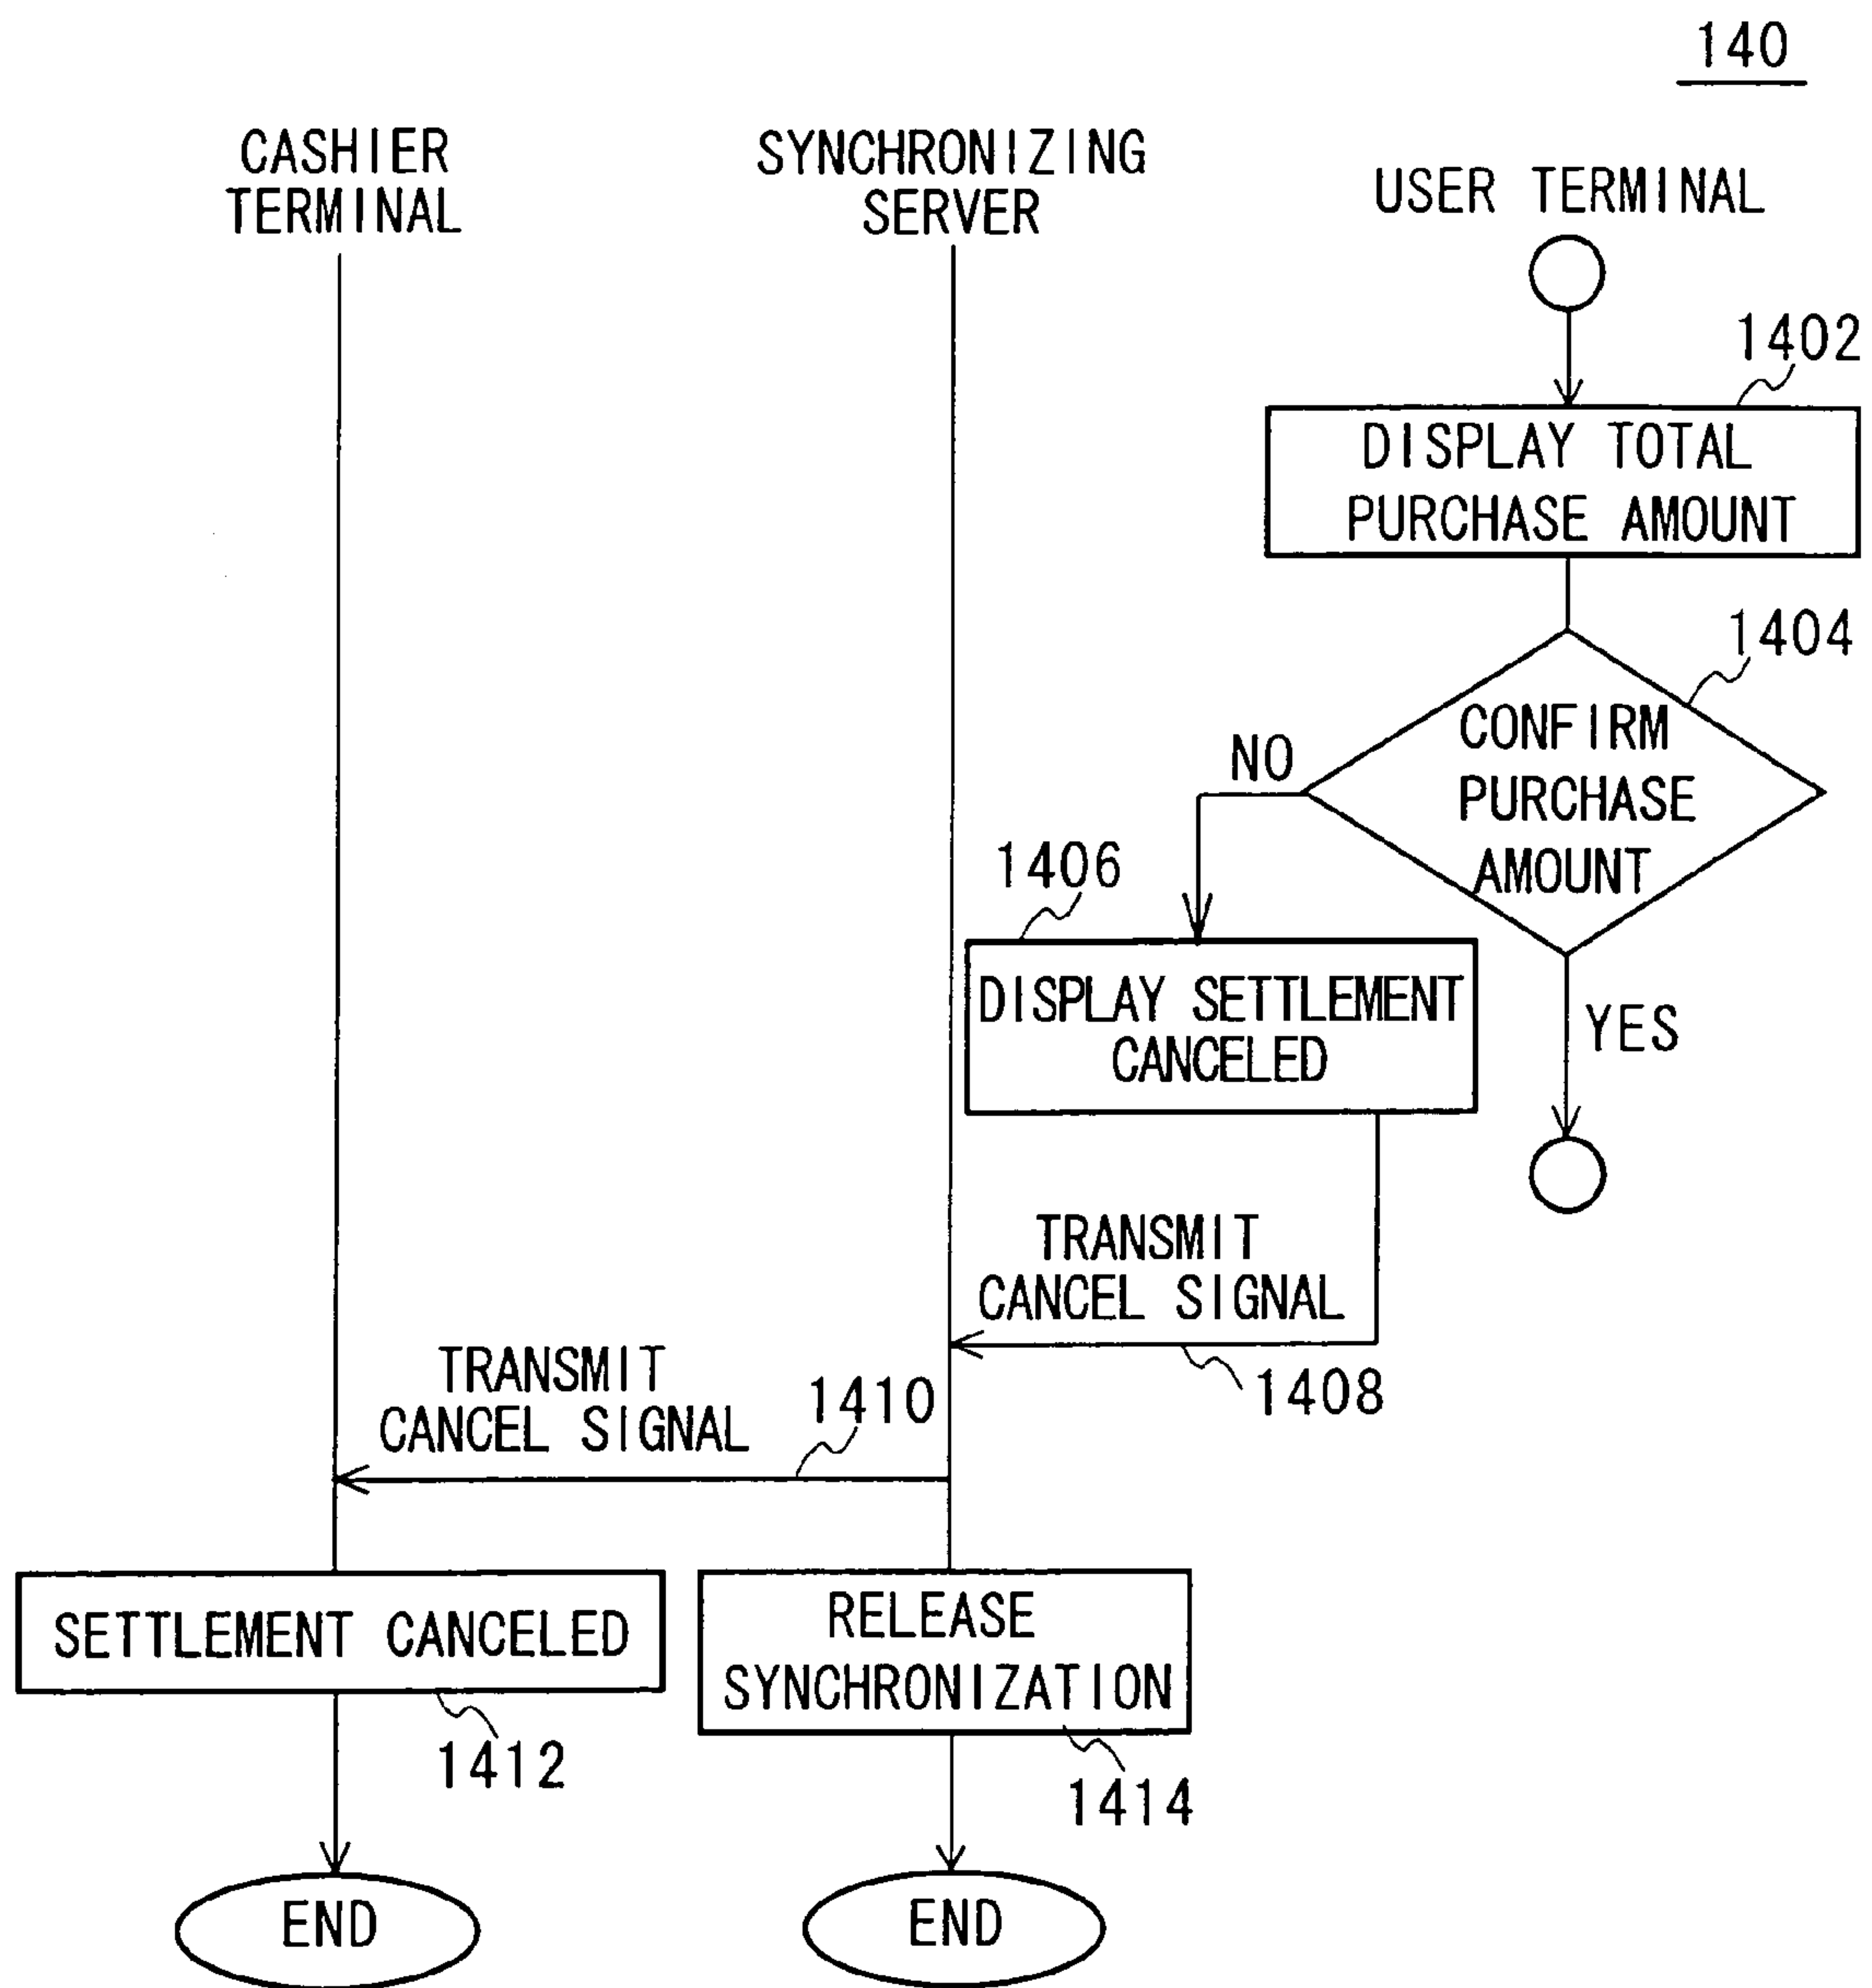 140
CASHIER
TERMINAL
SYNCHRONIZING
SERVER
USER TERMINAL
1402
DISPLAY TOTAL
PURCHASE AMOUNT
1404
CONFIRM
PURCHASE
AMOUNT
NO
1406
DISPLAY SETTLEMENT
CANCELED
YES
TRANSMIT
CANCEL SIGNAL
1408
TRANSMIT
CANCEL SIGNAL
1410
SETTLEMENT CANCELED
1412
RELEASE
SYNCHRONIZATION
1414
END
END